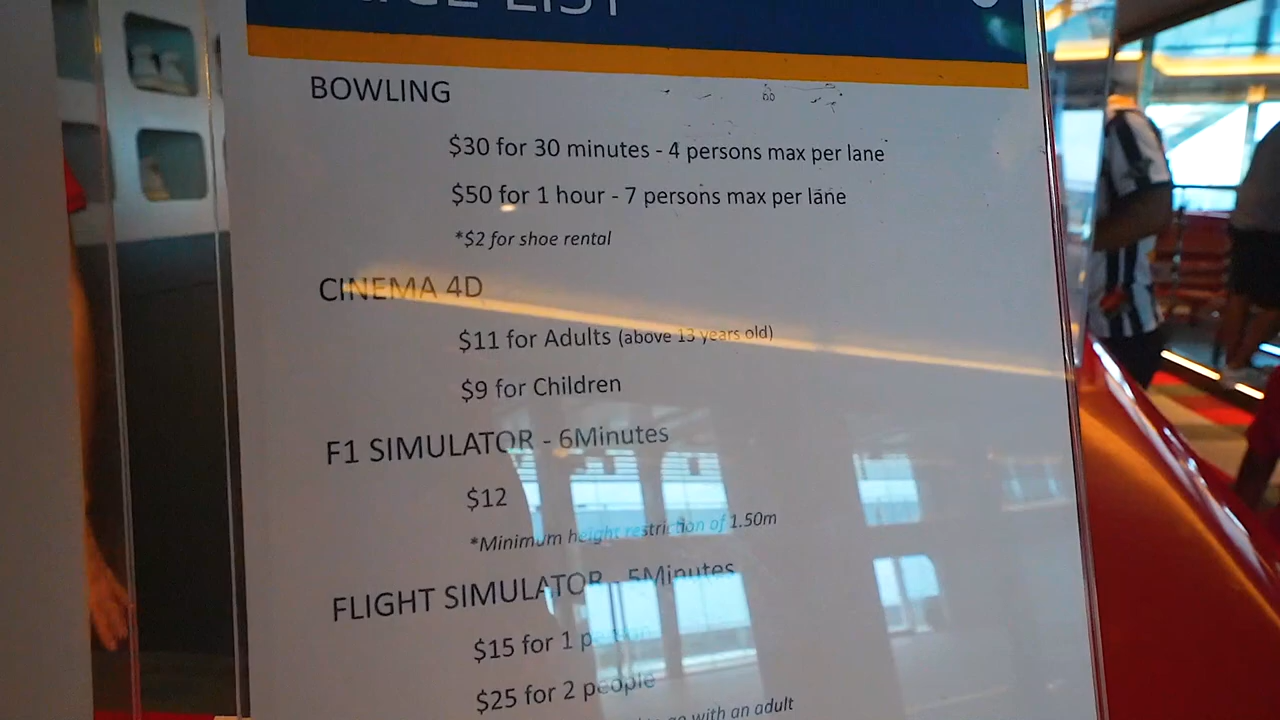 LIST
BOWLING
$30 for 30 minutes - 4 persons max per lane
$50 for 1 hour - 7 persons max per lane
*$2 for shoe rental
CINEMA 4D
$11 for Adults (above 13 years old)
$9 for Children
F1 SIMULATOR - 6Minutes
$12
*Minimum height restriction of 1.50m
FLIGHT SIMULATOR - 5Minutes
$15 for 1
$25 for 2 people
go with an adult